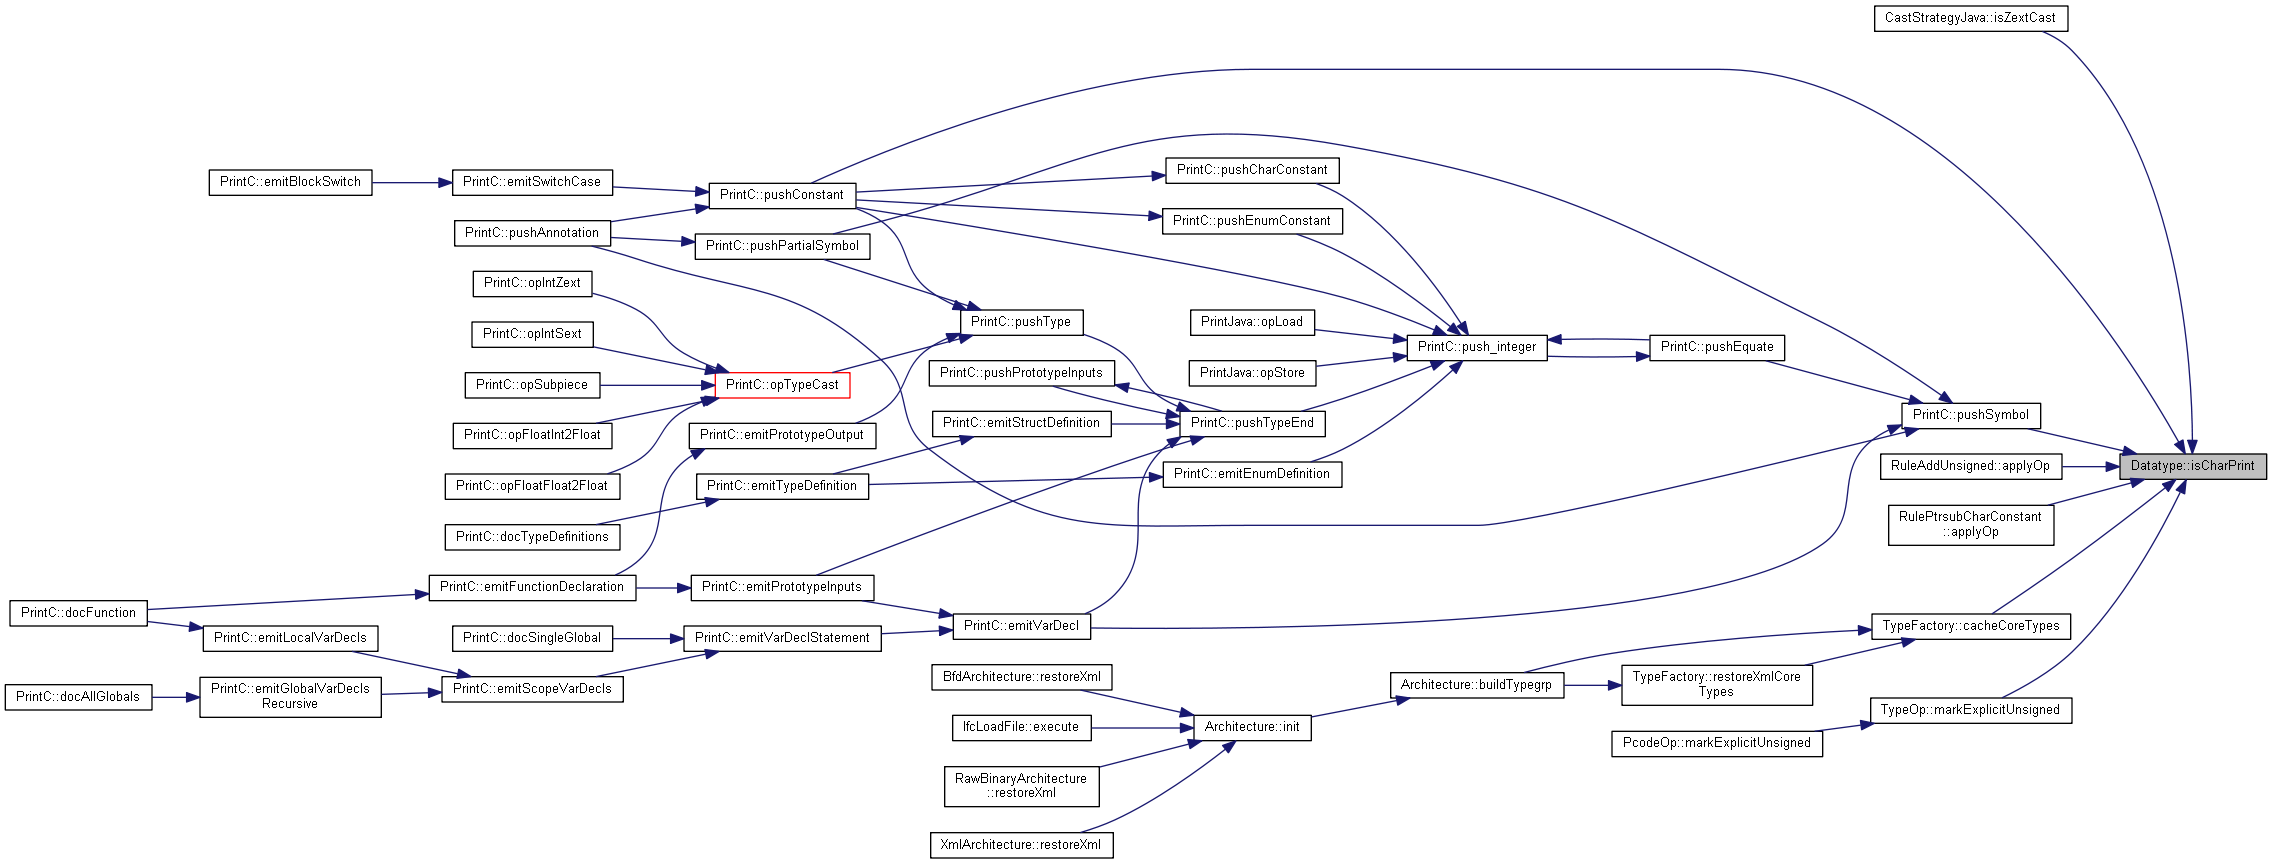 CastStrategyJava::isZextCast
PrintC::pushCharConstant
PrintC::emitBlockSwitch
PrintC::emitSwitchCase
PrintC::pushConstant
PrintC::pushEnumConstant
PrintC::pushAnnotation
PrintC::pushPartialSymbol
PrintC::opIntZext
PrintC::pushType
PrintJava::opLoad
PrintC::opIntSext
PrintC::push_integer
PrintC::pushEquate
PrintC::pushPrototypeInputs
PrintJava::opStore
PrintC::opSubpiece
PrintC::opTypeCast
PrintC::pushSymbol
PrintC::emitStructDefinition
PrintC::pushTypeEnd
PrintC::opFloatInt2Float
PrintC::emitPrototypeOutput
RuleAddUnsigned::applyOp
Datatype::isCharPrint
PrintC::emitEnumDefinition
PrintC::opFloatFloat2Float
PrintC::emitTypeDefinition
RulePtrsubCharConstant
::applyOp
PrintC::docTypeDefinitions
PrintC::emitFunctionDeclaration
PrintC::emitPrototypeInputs
PrintC::docFunction
PrintC::emitVarDecl
TypeFactory::cacheCoreTypes
PrintC::emitLocalVarDecls
PrintC::docSingleGlobal
PrintC::emitVarDeclStatement
BfdArchitecture::restoreXml
Architecture::buildTypegrp
TypeFactory::restoreXmlCore
Types
PrintC::docAllGlobals
PrintC::emitGlobalVarDecls
Recursive
PrintC::emitScopeVarDecls
TypeOp::markExplicitUnsigned
IfcLoadFile::execute
Architecture::init
PcodeOp::markExplicitUnsigned
RawBinaryArchitecture
::restoreXml
XmlArchitecture::restoreXml